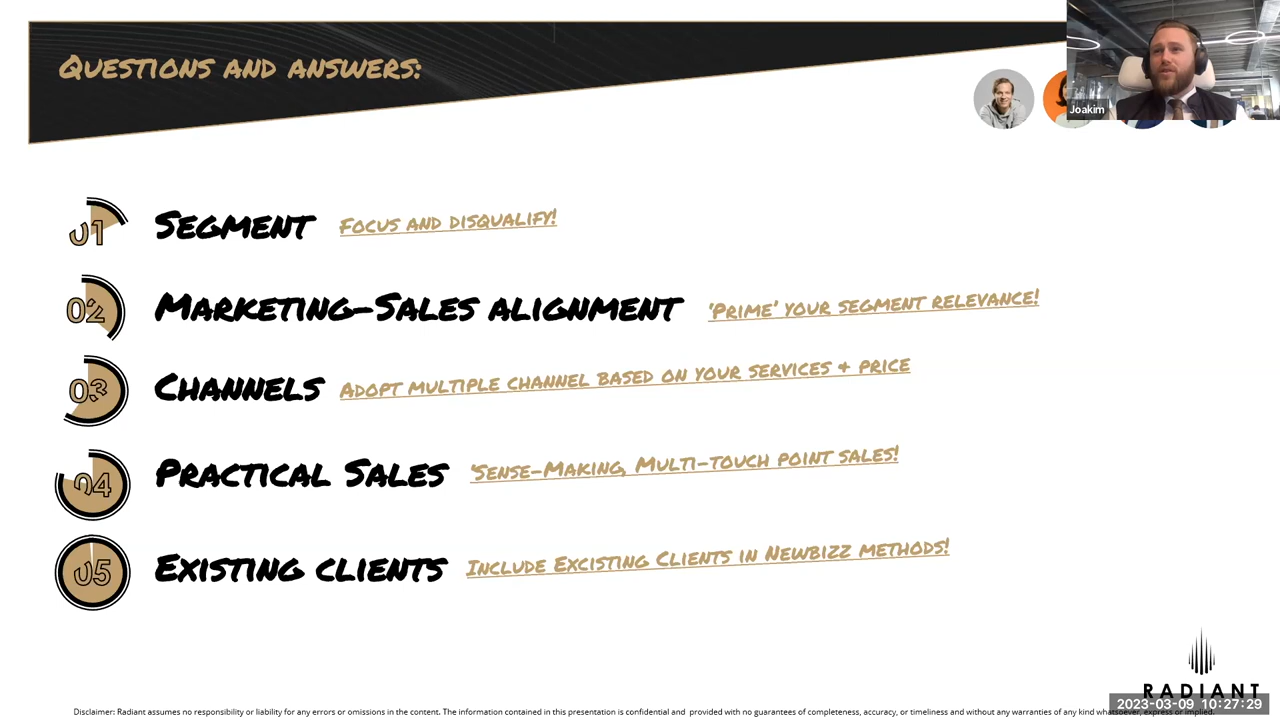 Questions and answers:
Joakim
01 Segment Focus and disqualify!
02 Marketing-Sales alignment 'Prime' your segment relevance!
03 Channels Adopt multiple channel based on your services + price
04 Practical Sales 'Sense-Making, Multi-touch point sales!
05 Existing clients Include Excisting Clients in Newbizz methods!
RADIANT
2023-03-09 10:27:29
Disclaimer: Radiant assumes no responsibility or liability for any errors or omissions in the content. The information contained in this presentation is confidential and provided with no guarantees of completeness, accuracy, or timeliness and without any warranties of any kind whatsoever, express or implied.